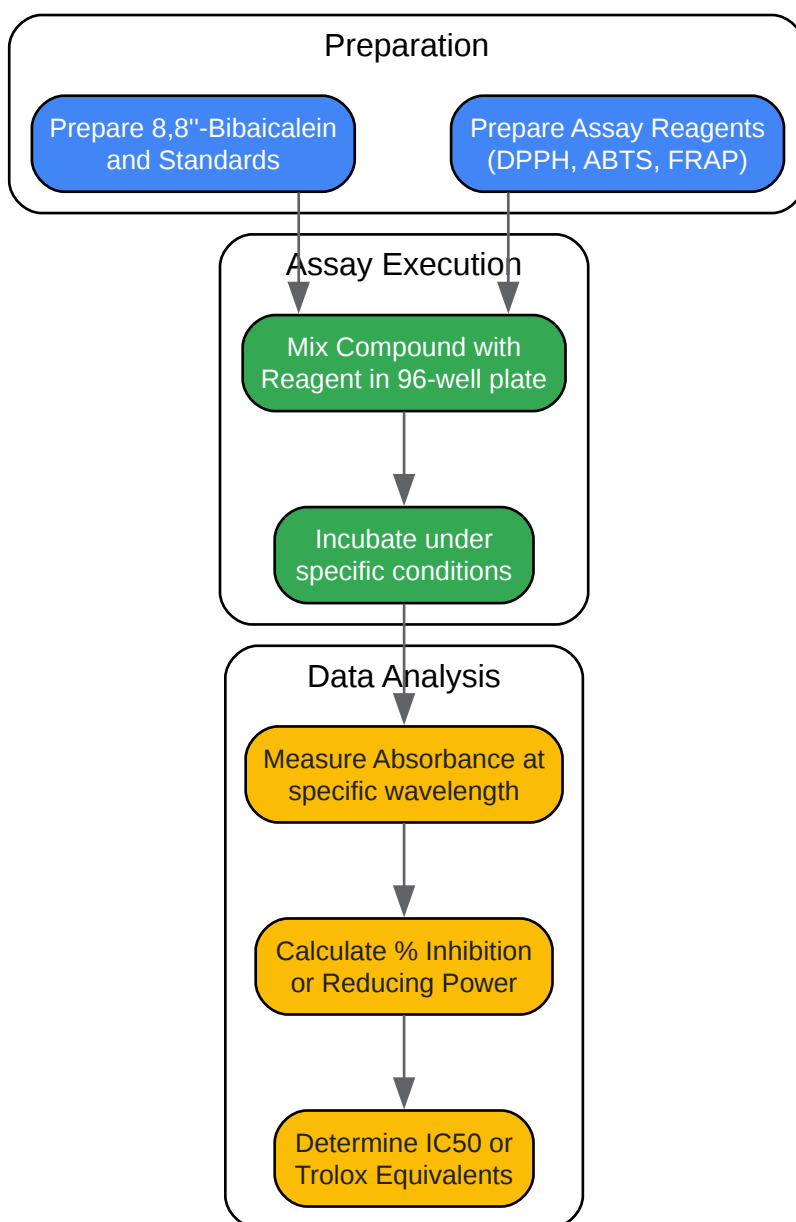 Preparation
Prepare 8,8"-Bibaicalein
and Standards
Prepare Assay Reagents
(DPPH, ABTS, FRAP)
Assay Execution
Mix Compound with
Reagent in 96-well plate
Incubate under
specific conditions
Data Analysis
Measure Absorbance at
specific wavelength
Calculate % Inhibition
or Reducing Power
Determine IC50 or
Trolox Equivalents